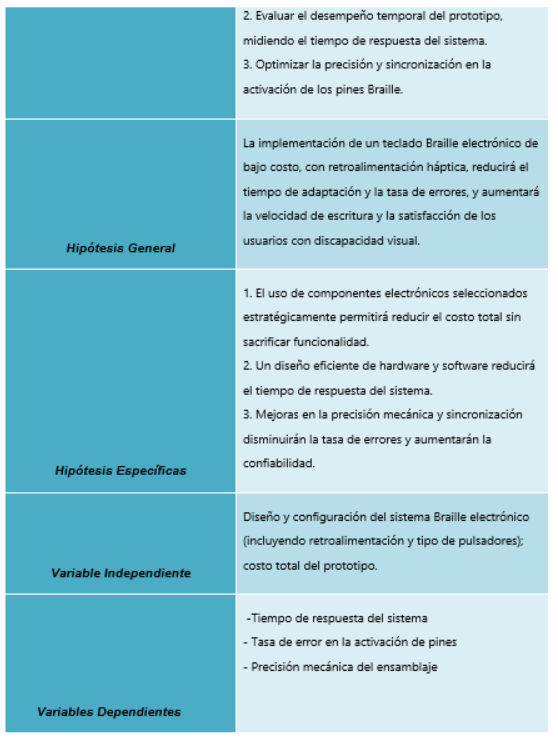 2. Evaluar el desempeño temporal del prototipo,
midiendo el tiempo de respuesta del sistema.
3. Optimizar la precisión y sincronización en la
activación de los pines Braille.
Hipótesis General
La implementación de un teclado Braille electrónico de
bajo costo, con retroalimentación háptica, reducirá el
tiempo de adaptación y la tasa de errores, y aumentará
la velocidad de escritura y la satisfacción de los
usuarios con discapacidad visual.
Hipótesis Específicas
1. El uso de componentes electrónicos seleccionados
estratégicamente permitirá reducir el costo total sin
sacrificar funcionalidad.
2. Un diseño eficiente de hardware y software reducirá
el tiempo de respuesta del sistema.
3. Mejoras en la precisión mecánica y sincronización
disminuirán la tasa de errores y aumentarán la
confiabilidad.
Variable Independiente
Diseño y configuración del sistema Braille electrónico
(incluyendo retroalimentación y tipo de pulsadores);
costo total del prototipo.
Variables Dependientes
-Tiempo de respuesta del sistema
- Tasa de error en la activación de pines
- Precisión mecánica del ensamblaje